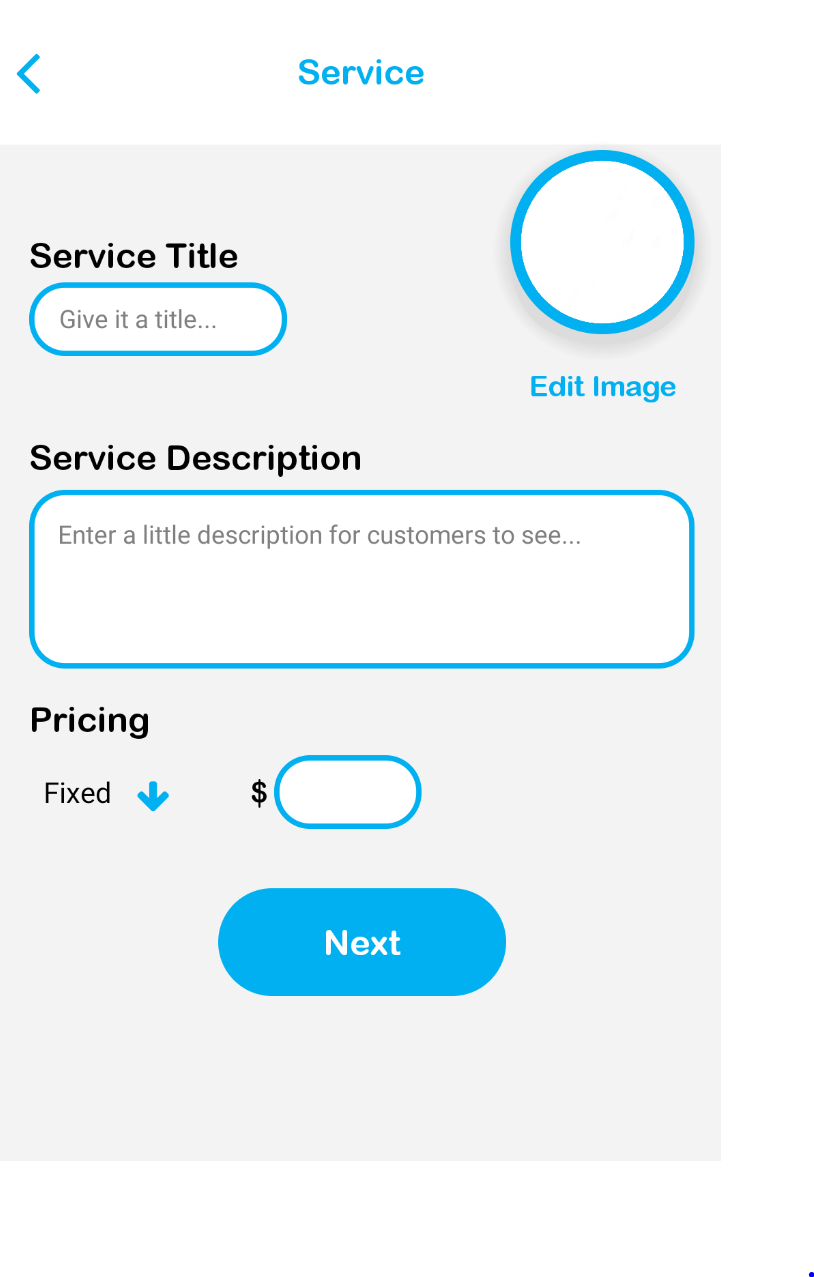 Service
Service Title
Give it a title...
Edit Image
Service Description
Enter a little description for customers to see...
Pricing
Fixed
$
Next